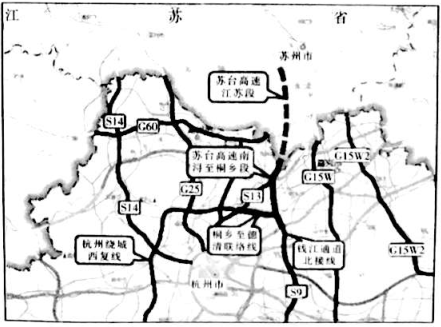 江 苏 省
苏州市
苏台高速
江苏段
S14
G60
苏台高速南
浔至桐乡段
G15W2
G15W
G25
S13
S14
桐乡至德
清联络线
钱江通道
北接线
杭州绕城
西复线
G15W2
杭州市
S9